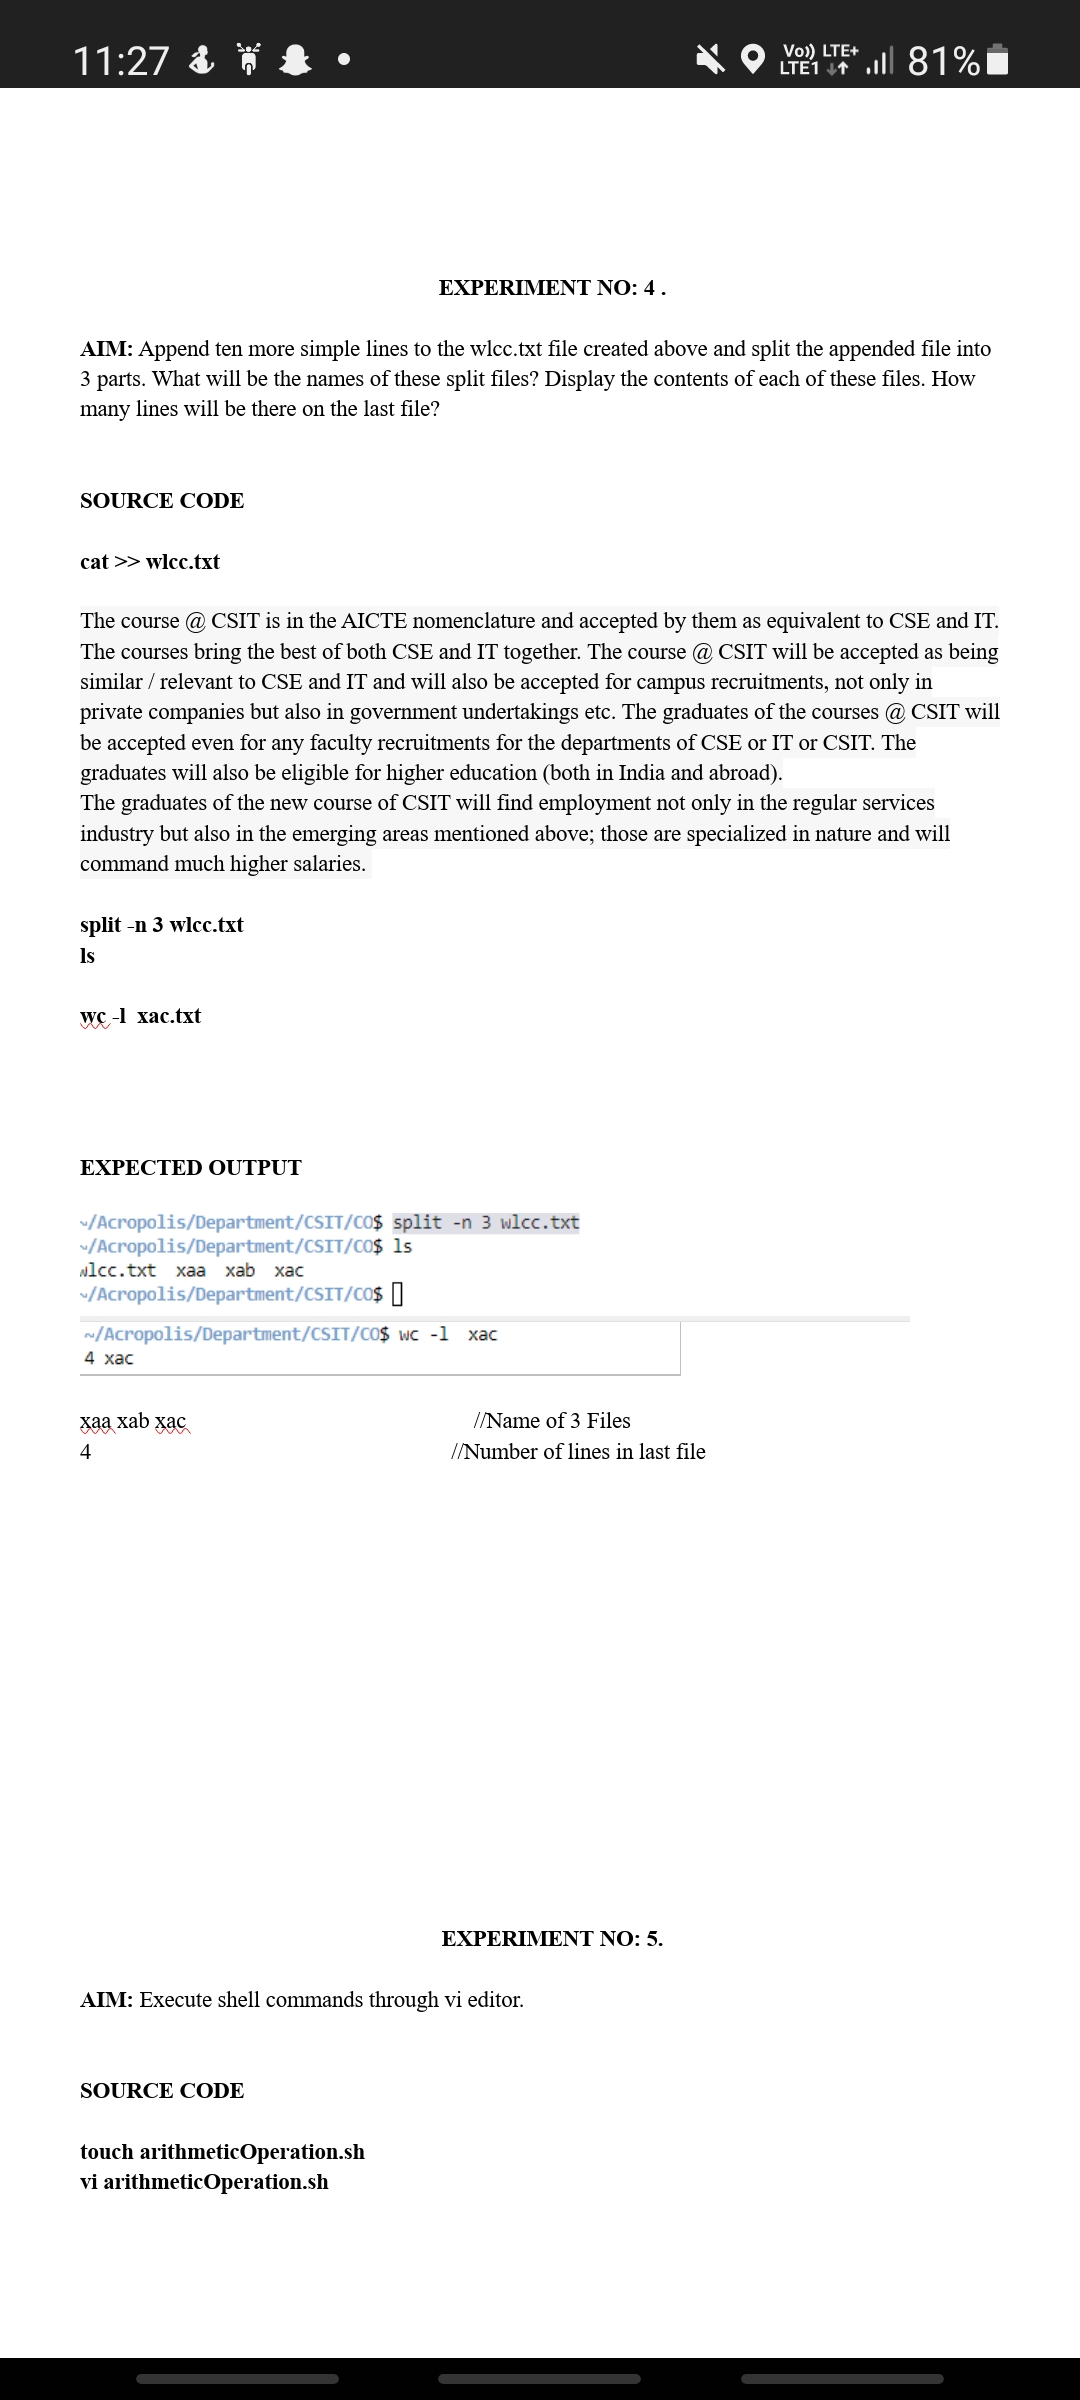 11:27
Vo)) LTE+
LTE1
81%
EXPERIMENT NO: 4 .
AIM: Append ten more simple lines to the wlcc.txt file created above and split the appended file into
3 parts. What will be the names of these split files? Display the contents of each of these files. How
many lines will be there on the last file?
SOURCE CODE
cat >> wlcc.txt
The course @ CSIT is in the AICTE nomenclature and accepted by them as equivalent to CSE and IT.
The courses bring the best of both CSE and IT together. The course @ CSIT will be accepted as being
similar / relevant to CSE and IT and will also be accepted for campus recruitments, not only in
private companies but also in government undertakings etc. The graduates of the courses @ CSIT will
be accepted even for any faculty recruitments for the departments of CSE or IT or CSIT. The
graduates will also be eligible for higher education (both in India and abroad).
The graduates of the new course of CSIT will find employment not only in the regular services
industry but also in the emerging areas mentioned above; those are specialized in nature and will
command much higher salaries.
split -n 3 wlcc.txt
ls
wc -l  xac.txt
EXPECTED OUTPUT
~/Acropolis/Department/CSIT/CO$ split -n 3 wlcc.txt
~/Acropolis/Department/CSIT/CO$ ls
wlcc.txt  xaa  xab  xac
~/Acropolis/Department/CSIT/CO$
~/Acropolis/Department/CSIT/CO$ wc -l  xac
4 xac
xaa xab xac //Name of 3 Files
4 //Number of lines in last file
EXPERIMENT NO: 5.
AIM: Execute shell commands through vi editor.
SOURCE CODE
touch arithmeticOperation.sh
vi arithmeticOperation.sh